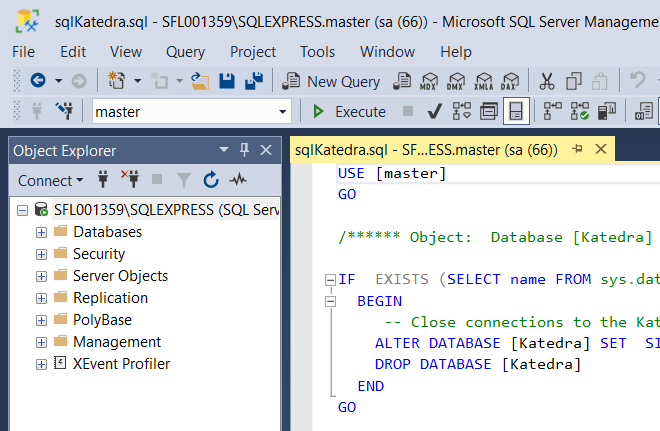 sqlKatedra.sql - SFL001359\SQLEXPRESS.master (sa (66)) - Microsoft SQL Server Manageme
File Edit View Query Project Tools Window Help
New Query MDX DMX XMLA DAX
master Execute
Object Explorer
Connect
SFL001359\SQLEXPRESS (SQL Serv
Databases
Security
Server Objects
Replication
PolyBase
Management
XEvent Profiler
sqlKatedra.sql - SF...ESS.master (sa (66))
USE [master]
GO
/****** Object:  Database [Katedra]
IF  EXISTS (SELECT name FROM sys.dat
BEGIN
-- Close connections to the Kat
ALTER DATABASE [Katedra] SET  SI
DROP DATABASE [Katedra]
END
GO